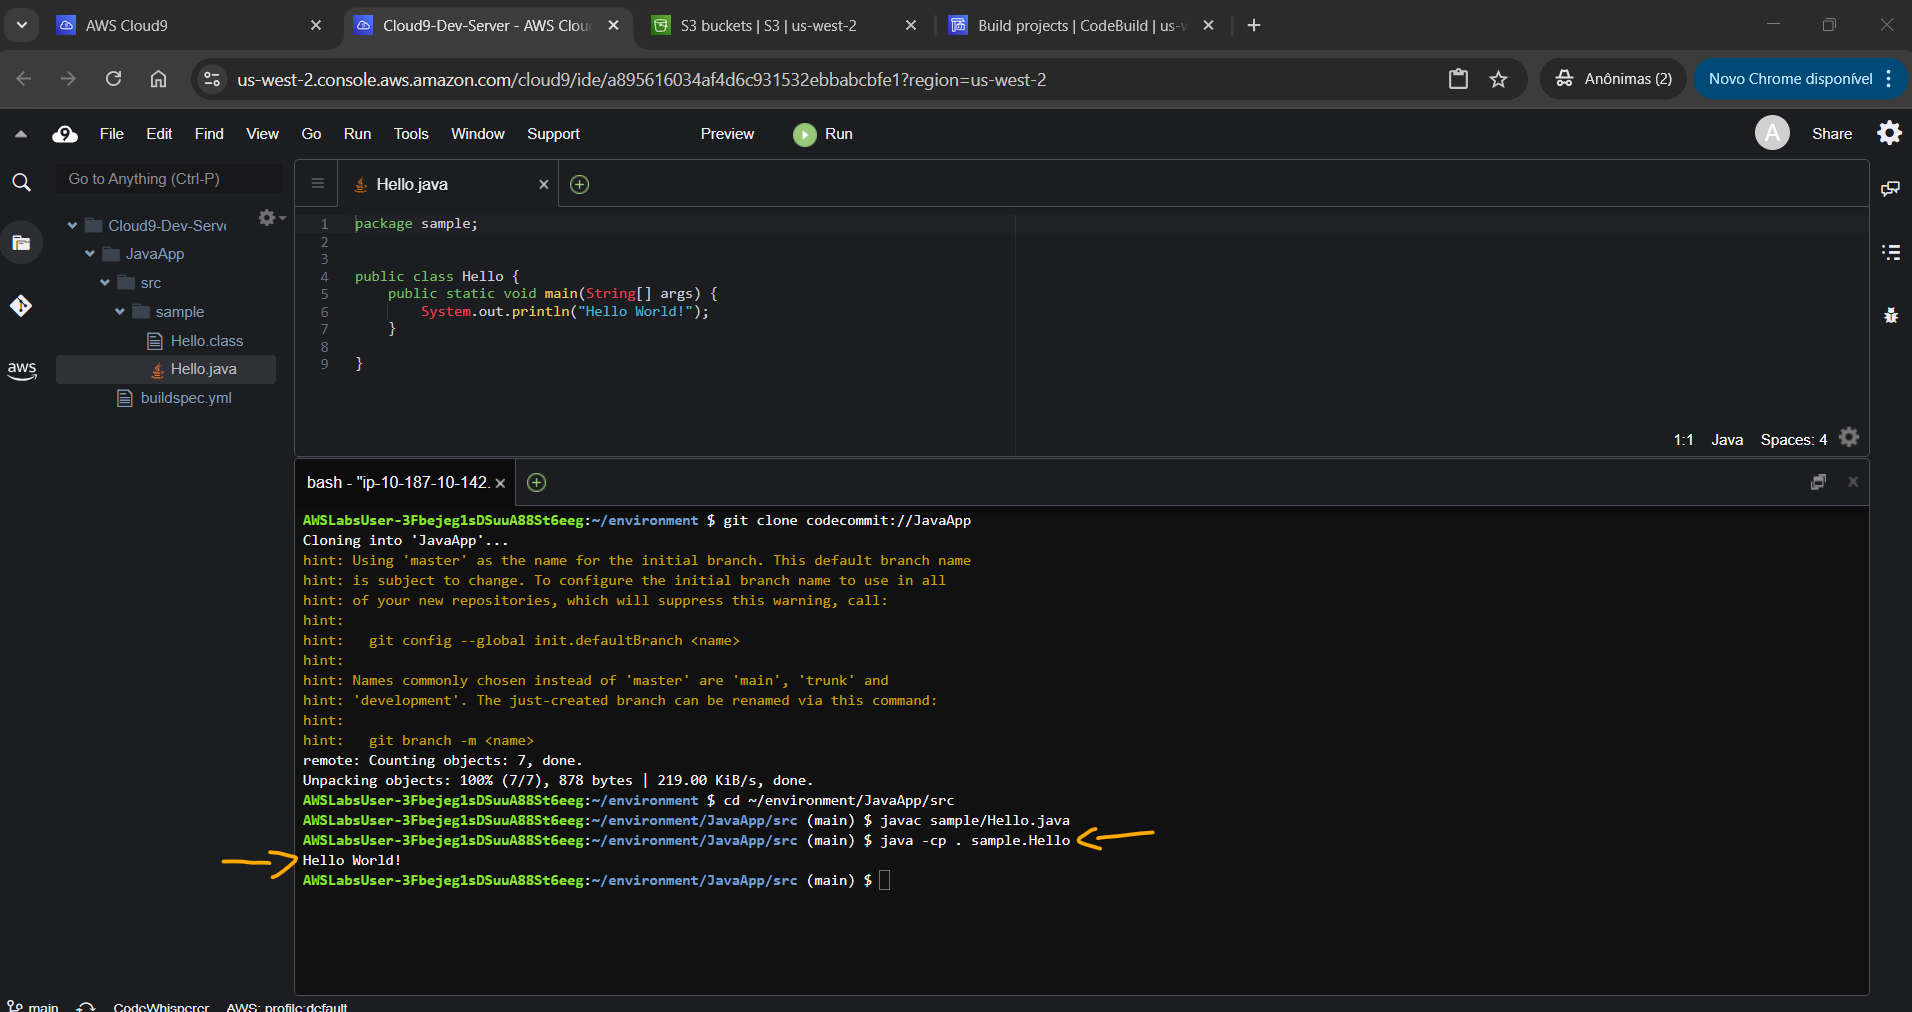 AWS Cloud9
Cloud9-Dev-Server - AWS Clou
S3 buckets | S3 | us-west-2
Build projects | CodeBuild | us-w
us-west-2.console.aws.amazon.com/cloud9/ide/a895616034af4d6c931532ebbabcbfe1?region=us-west-2
Anônimas (2)
Novo Chrome disponível
9 File Edit Find View Go Run Tools Window Support Preview Run
A Share
Go to Anything (Ctrl-P)
Cloud9-Dev-Serve
JavaApp
src
sample
Hello.class
Hello.java
buildspec.yml
aws
Hello.java
1 package sample;
2
3
4 public class Hello {
5 public static void main(String[] args) {
6 System.out.println("Hello World!");
7 }
8
9 }
1:1 Java Spaces: 4
bash - "ip-10-187-10-142.
AWSLabsUser-3Fbejeg1sDSuuA88St6eeg:~/environment $ git clone codecommit://JavaApp
Cloning into 'JavaApp'...
hint: Using 'master' as the name for the initial branch. This default branch name
hint: is subject to change. To configure the initial branch name to use in all
hint: of your new repositories, which will suppress this warning, call:
hint:
hint: git config --global init.defaultBranch <name>
hint:
hint: Names commonly chosen instead of 'master' are 'main', 'trunk' and
hint: 'development'. The just-created branch can be renamed via this command:
hint:
hint: git branch -m <name>
remote: Counting objects: 7, done.
Unpacking objects: 100% (7/7), 878 bytes | 219.00 KiB/s, done.
AWSLabsUser-3Fbejeg1sDSuuA88St6eeg:~/environment $ cd ~/environment/JavaApp/src
AWSLabsUser-3Fbejeg1sDSuuA88St6eeg:~/environment/JavaApp/src (main) $ javac sample/Hello.java
AWSLabsUser-3Fbejeg1sDSuuA88St6eeg:~/environment/JavaApp/src (main) $ java -cp . sample.Hello
Hello World!
AWSLabsUser-3Fbejeg1sDSuuA88St6eeg:~/environment/JavaApp/src (main) $
main CodeWhisperer AWS: profile:default